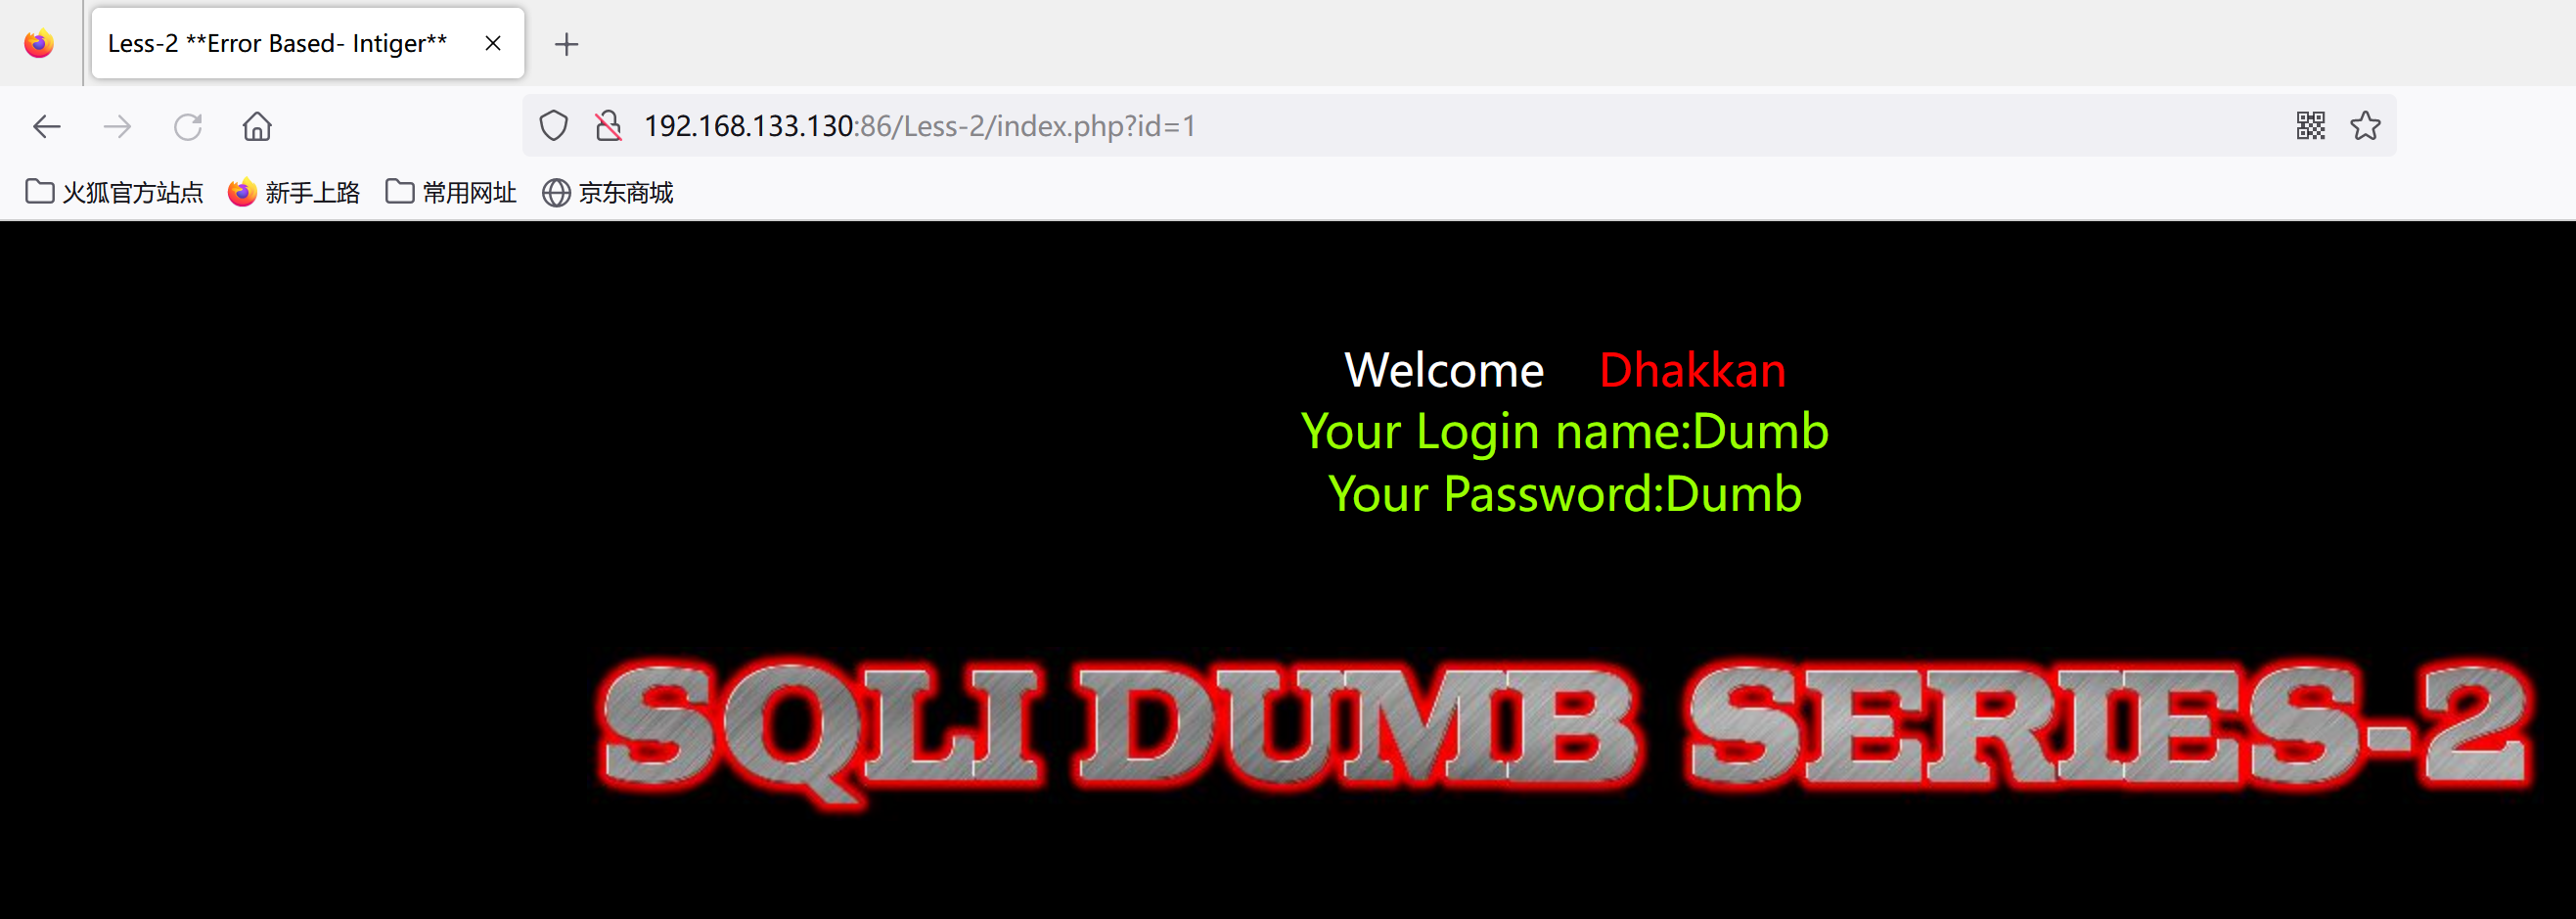 Less-2 **Error Based- Intiger**
192.168.133.130:86/Less-2/index.php?id=1
火狐官方站点 新手上路 常用网址 京东商城
Welcome Dhakkan
Your Login name:Dumb
Your Password:Dumb
SQLI DUMB SERIES-2